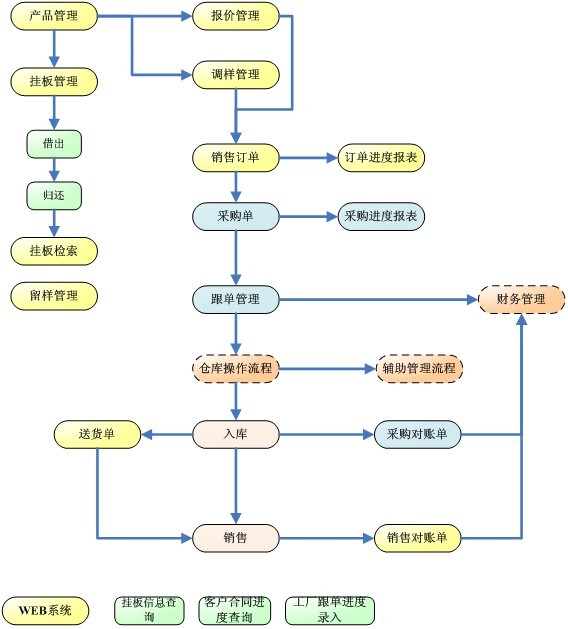 产品管理
报价管理
挂板管理
调样管理
借出
销售订单
订单进度报表
归还
采购单
采购进度报表
挂板检索
留样管理
跟单管理
财务管理
仓库操作流程
辅助管理流程
送货单
入库
采购对账单
销售
销售对账单
WEB系统
挂板信息查
询
客户合同进
度查询
工厂跟单进度
录入